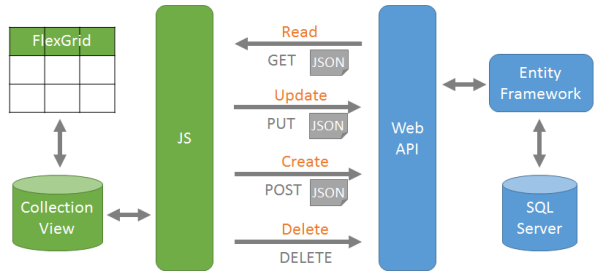 FlexGrid
Collection
View
JS
Read
GET
JSON
Update
PUT
JSON
Create
POST
JSON
Delete
DELETE
Web
API
Entity
Framework
SQL
Server